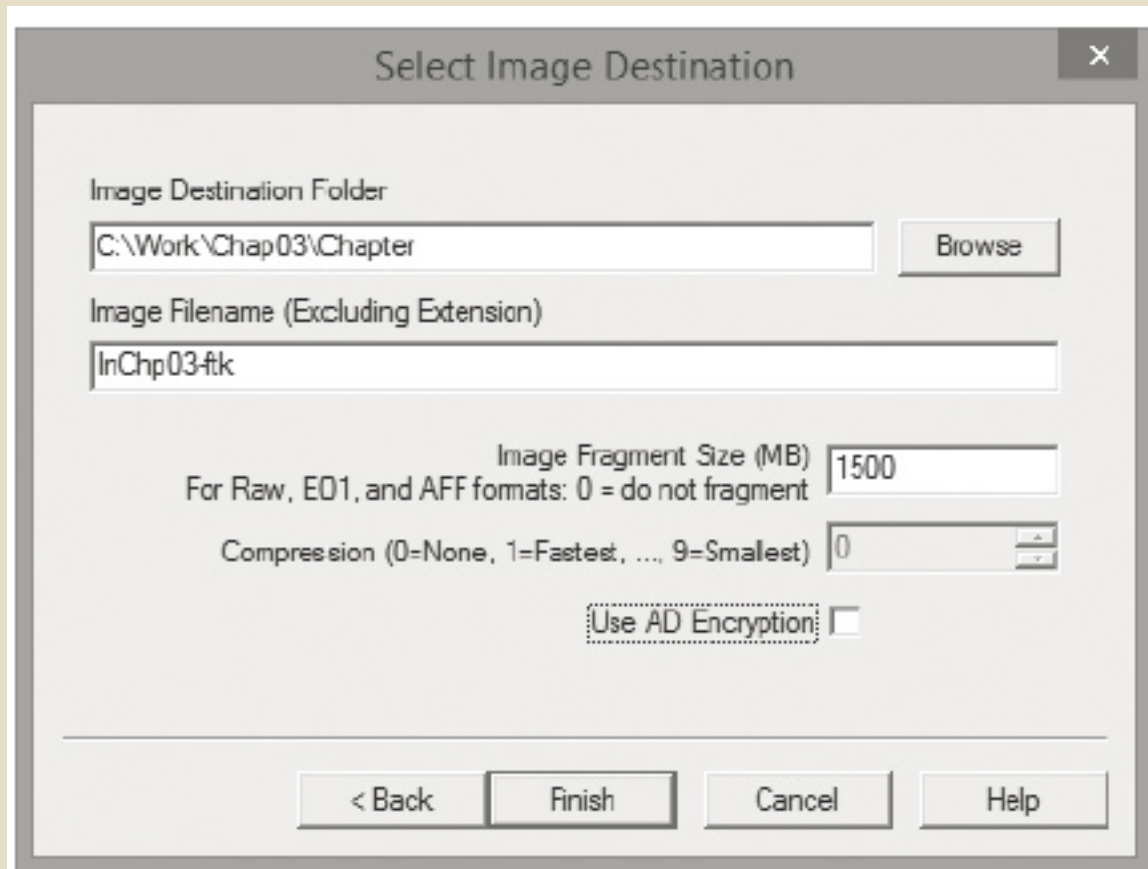 Select Image Destination
Image Destination Folder
C:\Work\Chap03\Chapter
Browse
Image Filename (Excluding Extension)
InChp03-ftk
Image Fragment Size (MB)
1500
For Raw, E01, and AFF formats: 0 = do not fragment
Compression (0=None, 1=Fastest, ..., 9=Smallest)
0
Use AD Encryption
< Back
Finish
Cancel
Help